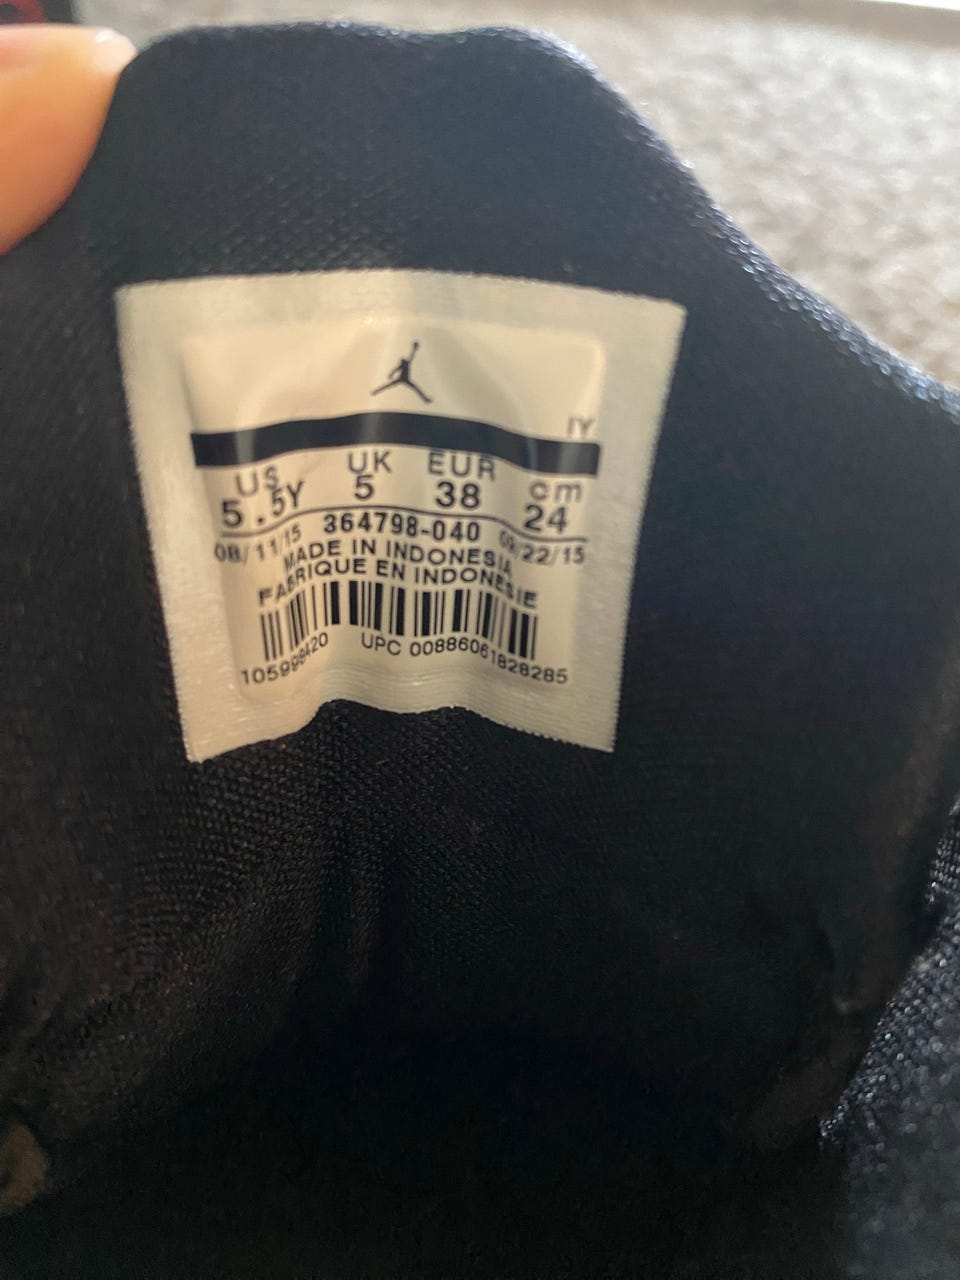 IY
US UK EUR cm
5.5Y 5 38 24
08/11/15 364798-040 09/22/15
MADE IN INDONESIA
FABRIQUE EN INDONESIE
UPC 00886061828285